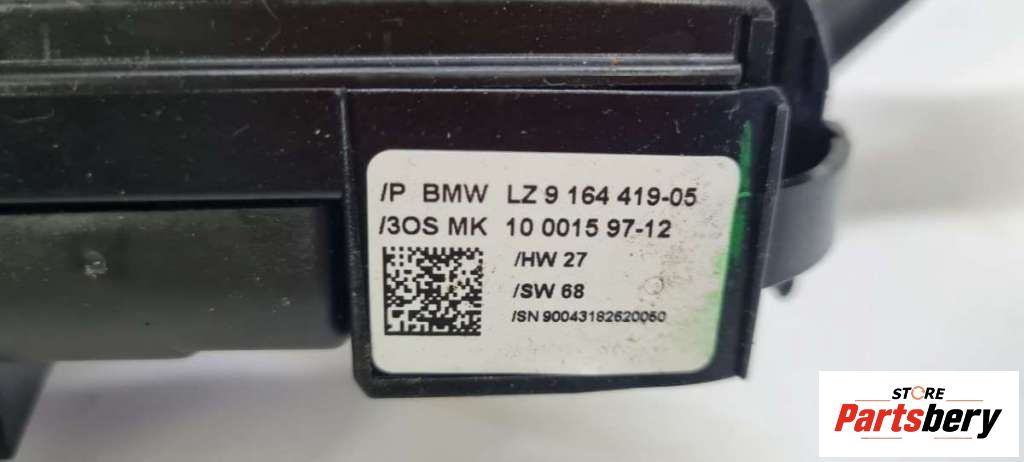 /P BMW LZ 9 164 419-05
/3OS MK 10 0015 97-12
/HW 27
/SW 68
/SN 90043182620060
STORE
Partsbery